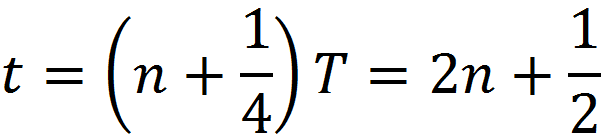 t = (n + 1/4) T = 2n + 1/2